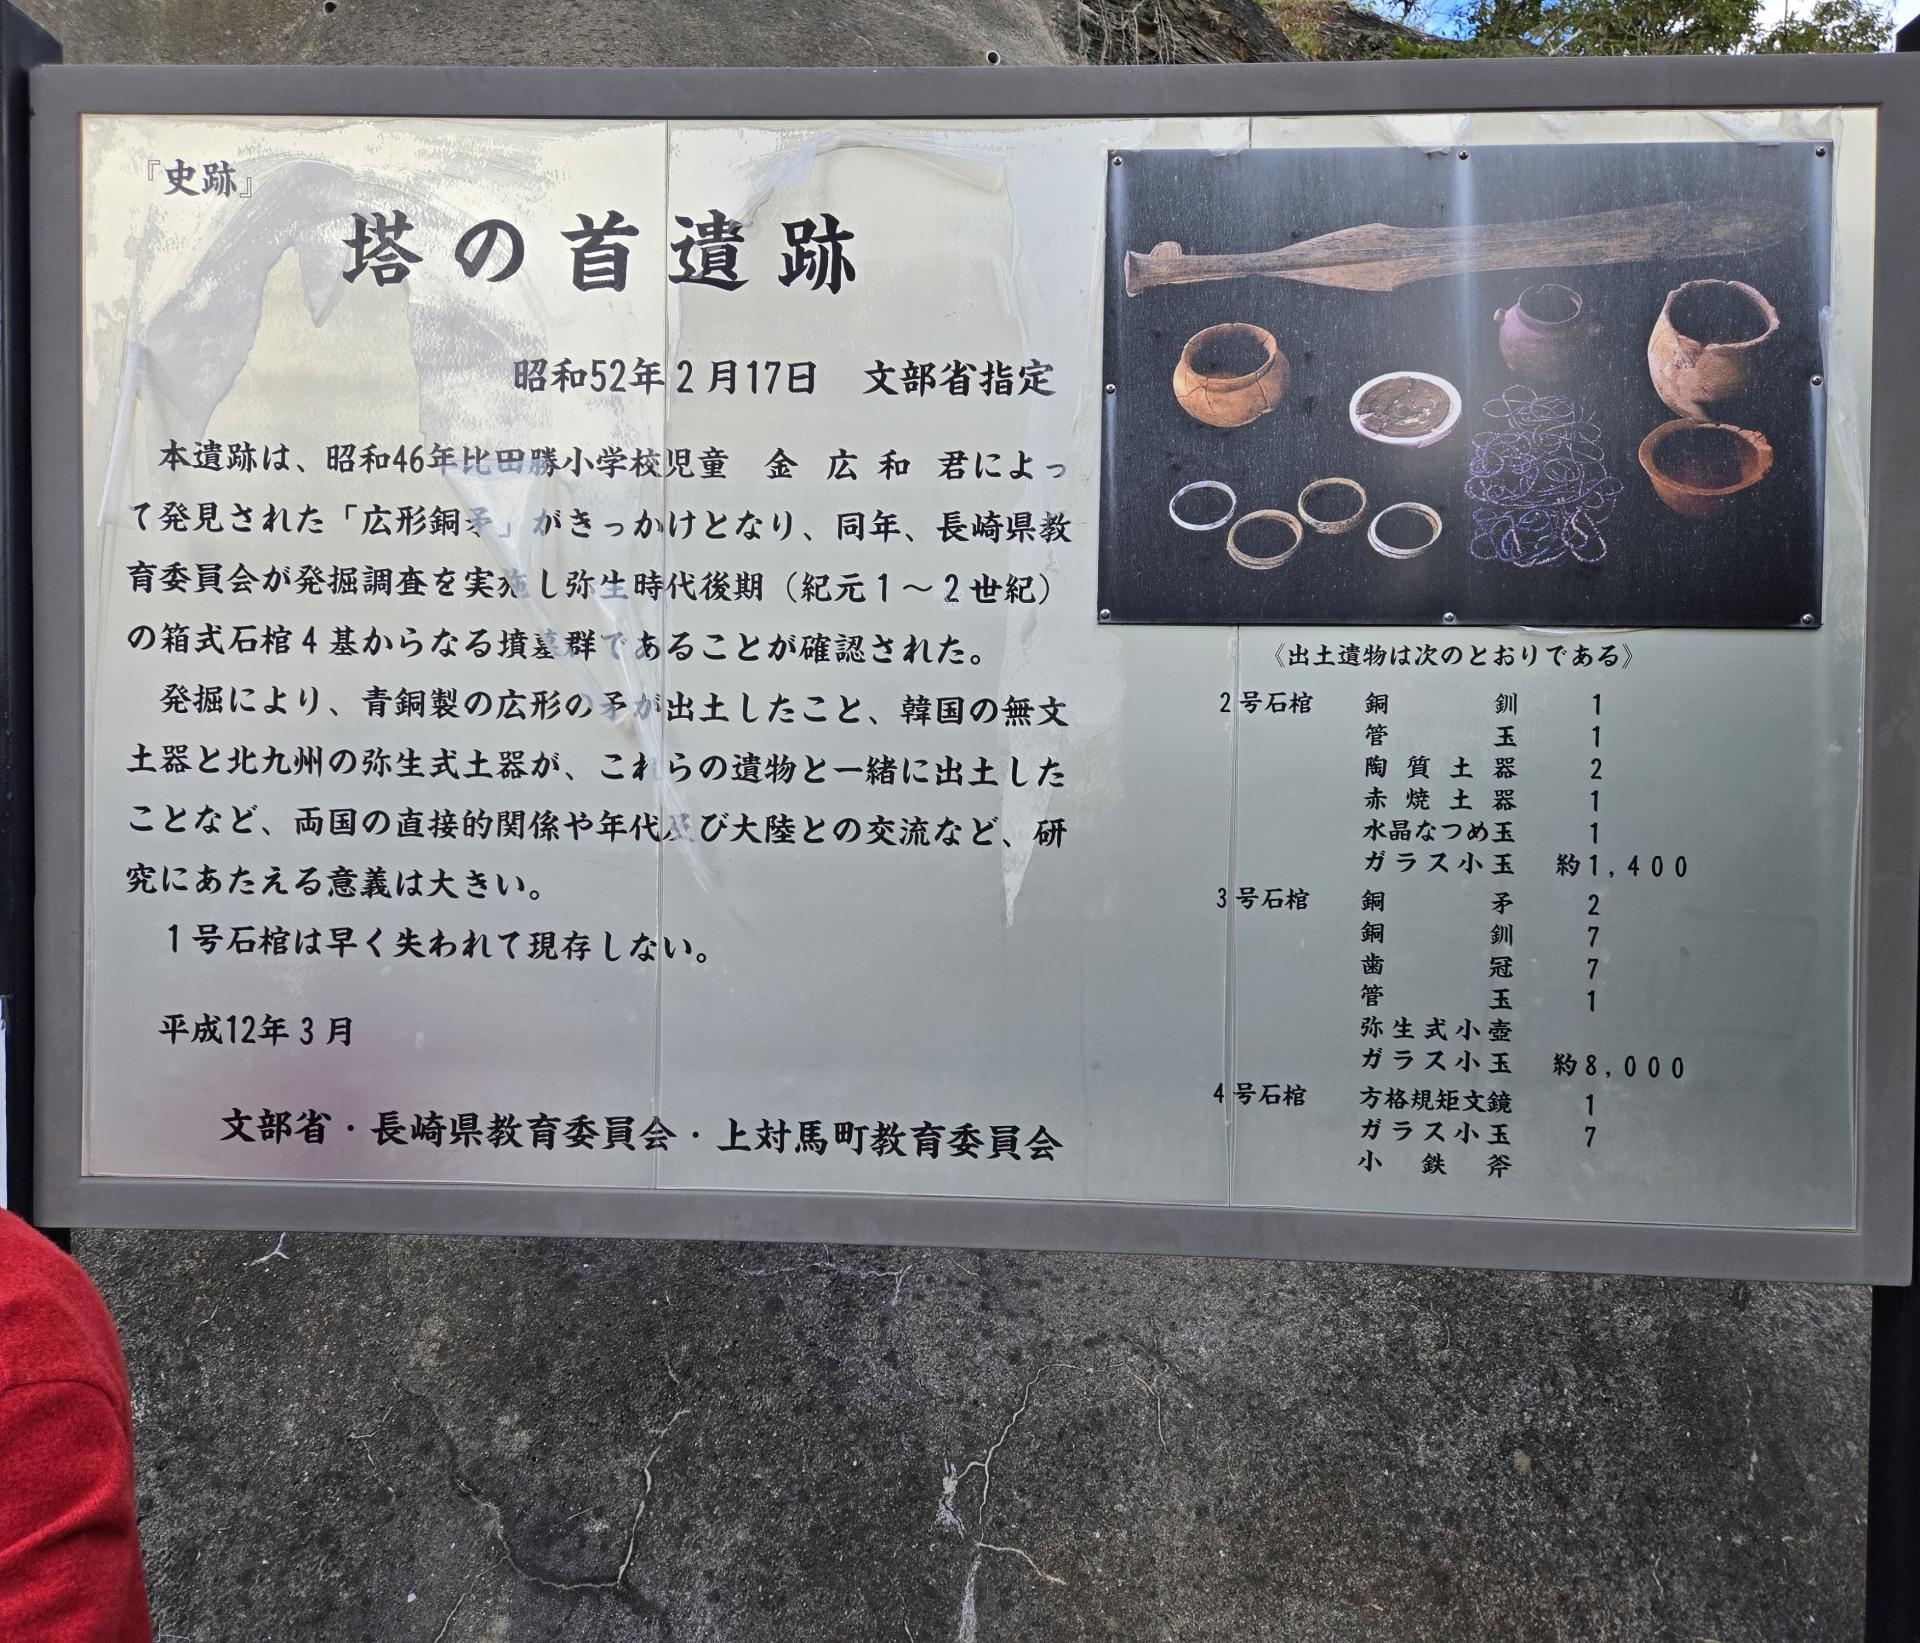 『史跡』
塔の首遺跡
昭和52年2月17日　文部省指定
本遺跡は、昭和46年比田勝小学校児童　金　広　和　君によっ
て発見された「広形銅矛」がきっかけとなり、同年、長崎県教
育委員会が発掘調査を実施し弥生時代後期（紀元1～2世紀）
の箱式石棺4基からなる墳墓群であることが確認された。
発掘により、青銅製の広形の矛が出土したこと、韓国の無文
土器と北九州の弥生式土器が、これらの遺物と一緒に出土した
ことなど、両国の直接的関係や年代及び大陸との交流など、研
究にあたえる意義は大きい。
1号石棺は早く失われて現存しない。
平成12年3月
文部省・長崎県教育委員会・上対馬町教育委員会
《出土遺物は次のとおりである》
2号石棺　銅釧　1
管玉　1
陶質土器　2
赤焼土器　1
水晶なつめ玉　1
ガラス小玉　約1,400
3号石棺　銅矛　2
銅釧　7
歯冠　7
管玉　1
弥生式小壺
ガラス小玉　約8,000
4号石棺　方格規矩文鏡　1
ガラス小玉　7
小鉄斧